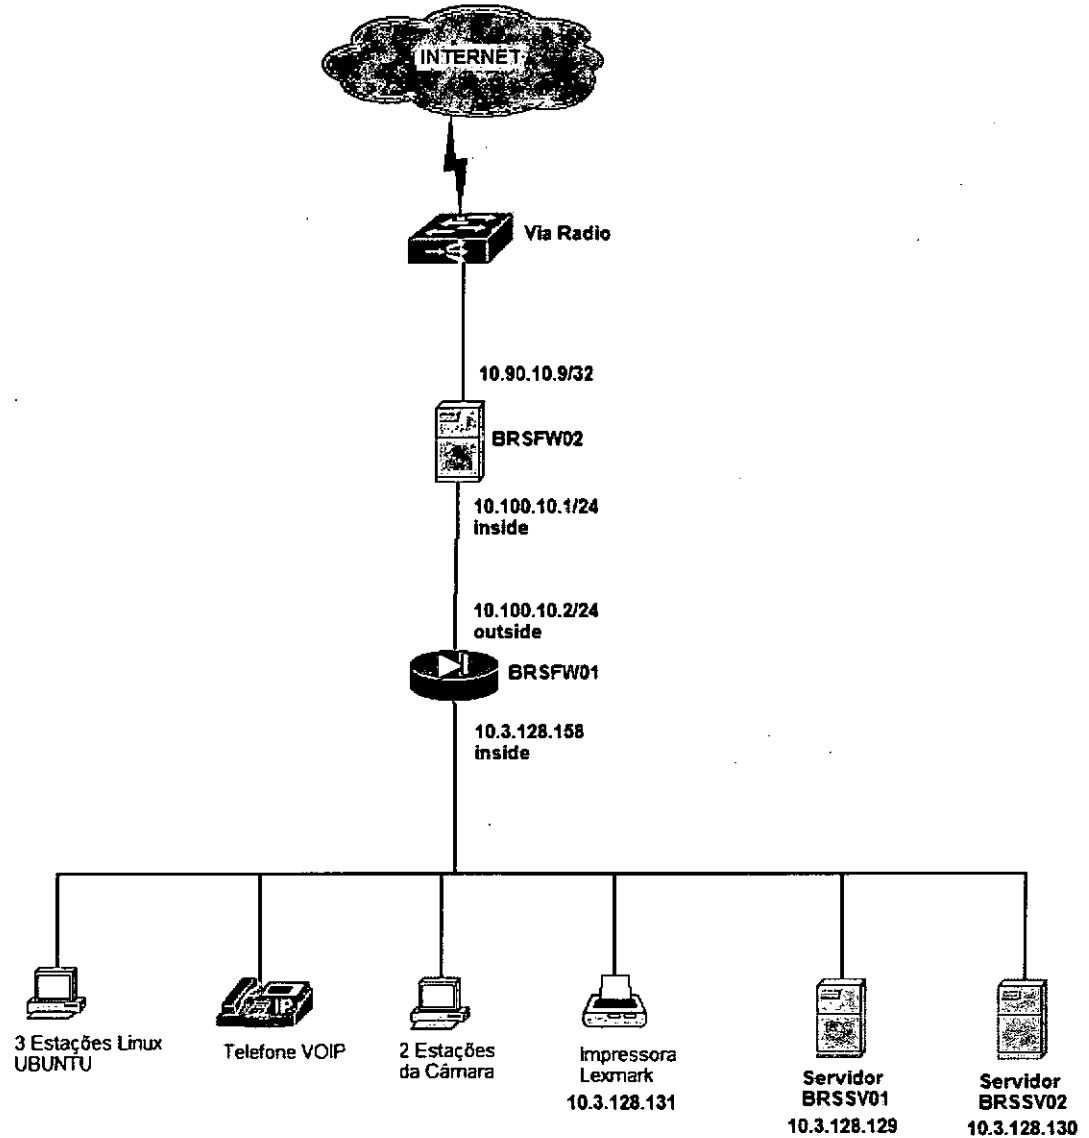 INTERNET
Via Radio
10.90.10.9/32
BRSFW02
10.100.10.1/24
inside
10.100.10.2/24
outside
BRSFW01
10.3.128.158
inside
IP
3 Estações Linux
UBUNTU
Telefone VOIP
2 Estações
da Câmara
Impressora
Lexmark
10.3.128.131
Servidor
BRSSV01
10.3.128.129
Servidor
BRSSV02
10.3.128.130